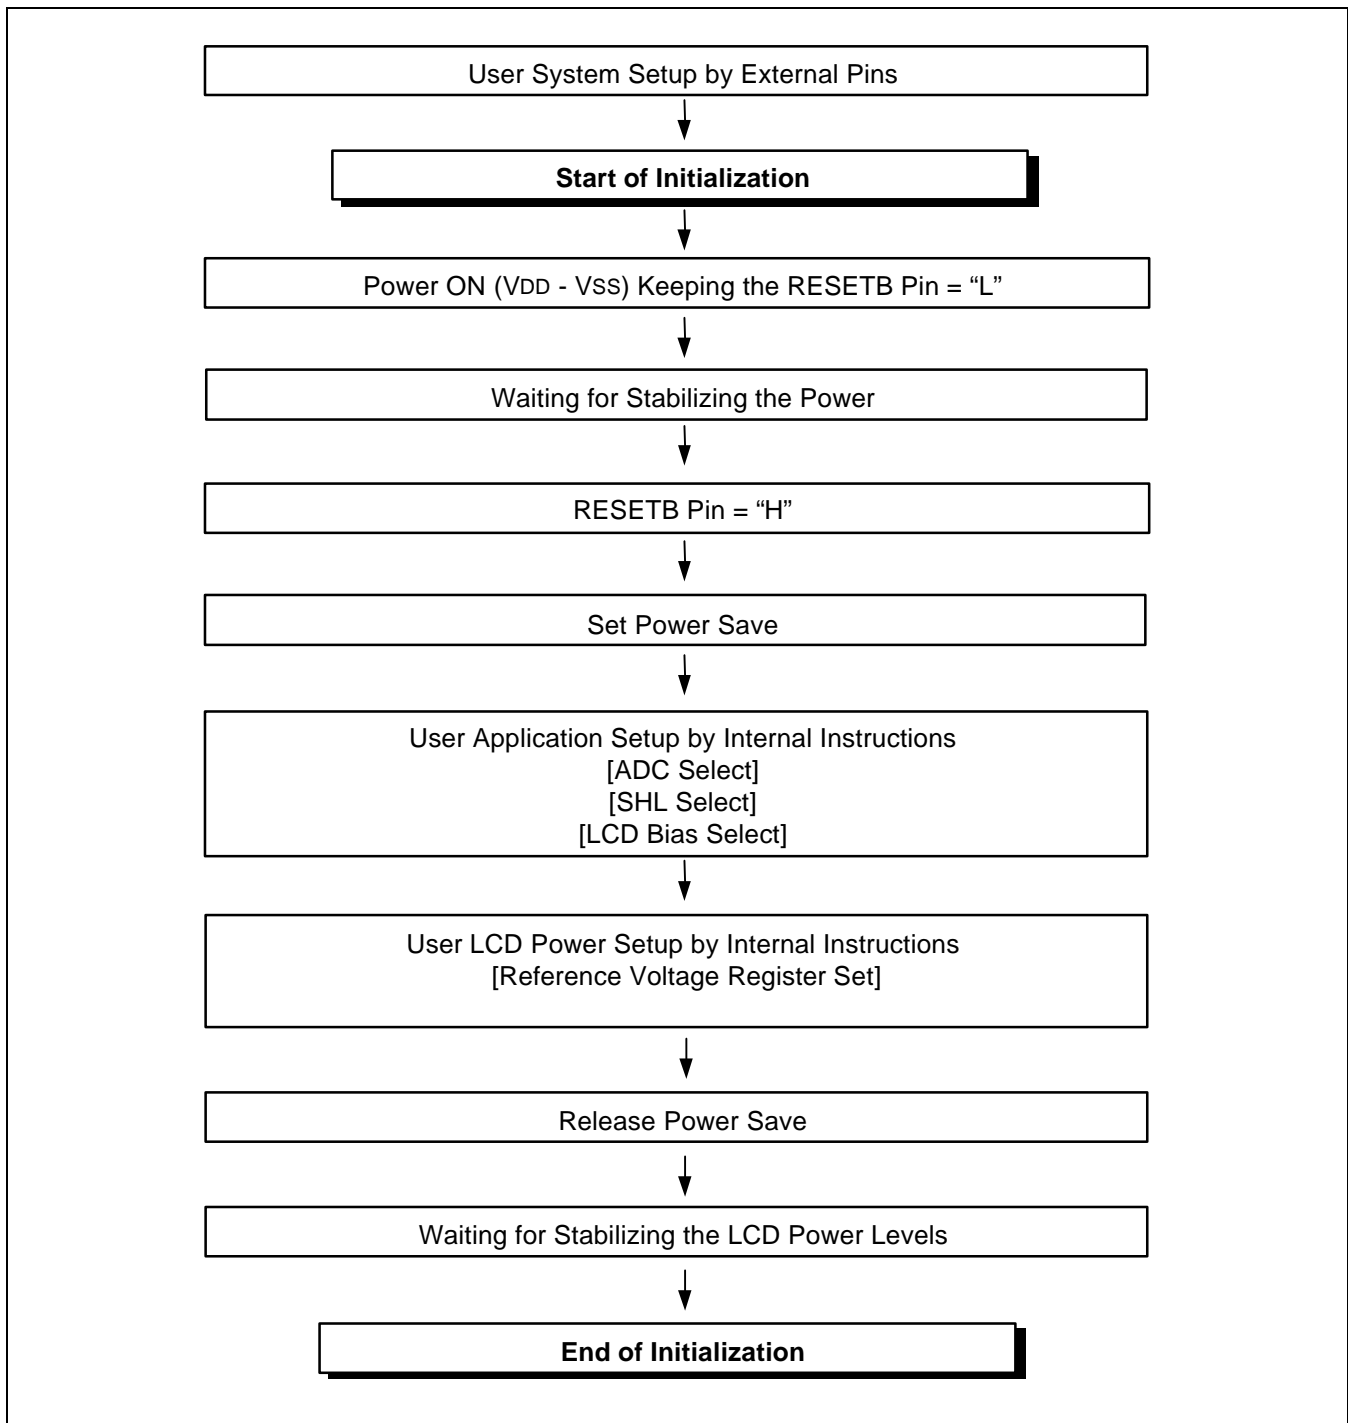 User System Setup by External Pins
Start of Initialization
Power ON (VDD - VSS) Keeping the RESETB Pin = “L”
Waiting for Stabilizing the Power
RESETB Pin = “H”
Set Power Save
User Application Setup by Internal Instructions
[ADC Select]
[SHL Select]
[LCD Bias Select]
User LCD Power Setup by Internal Instructions
[Reference Voltage Register Set]
Release Power Save
Waiting for Stabilizing the LCD Power Levels
End of Initialization